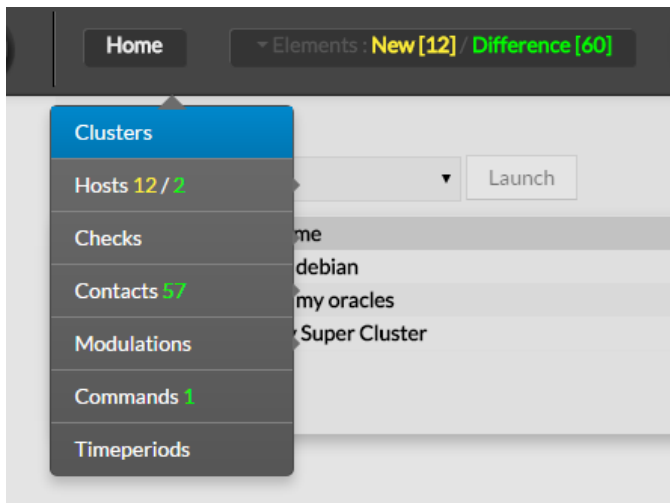 Home
Elements : New [12] / Difference [60]
Clusters
Hosts 12 / 2
Launch
Checks
me
debian
Contacts 57
my oracles
Super Cluster
Modulations
Commands 1
Timeperiods